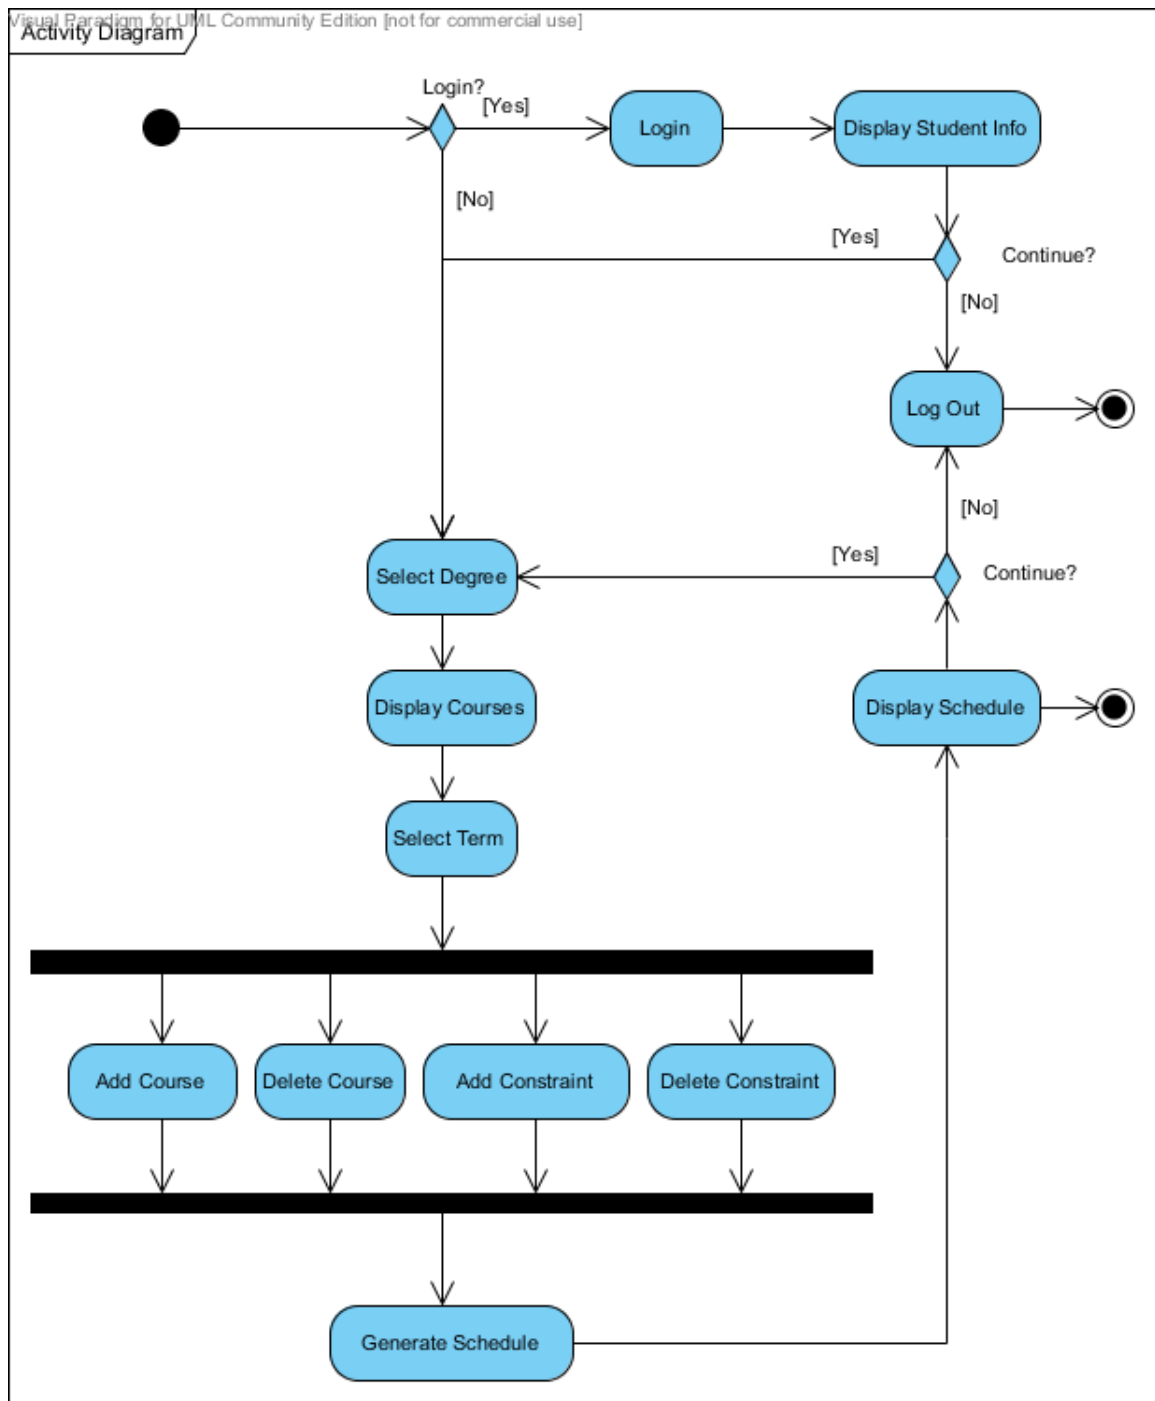 Visual Paradigm for UML Community Edition [not for commercial use]
Activity Diagram
Login?
[Yes]
Login
Display Student Info
[No]
[Yes]
Continue?
[No]
Log Out
[No]
[Yes]
Select Degree
Continue?
Display Courses
Display Schedule
Select Term
Add Course
Delete Course
Add Constraint
Delete Constraint
Generate Schedule